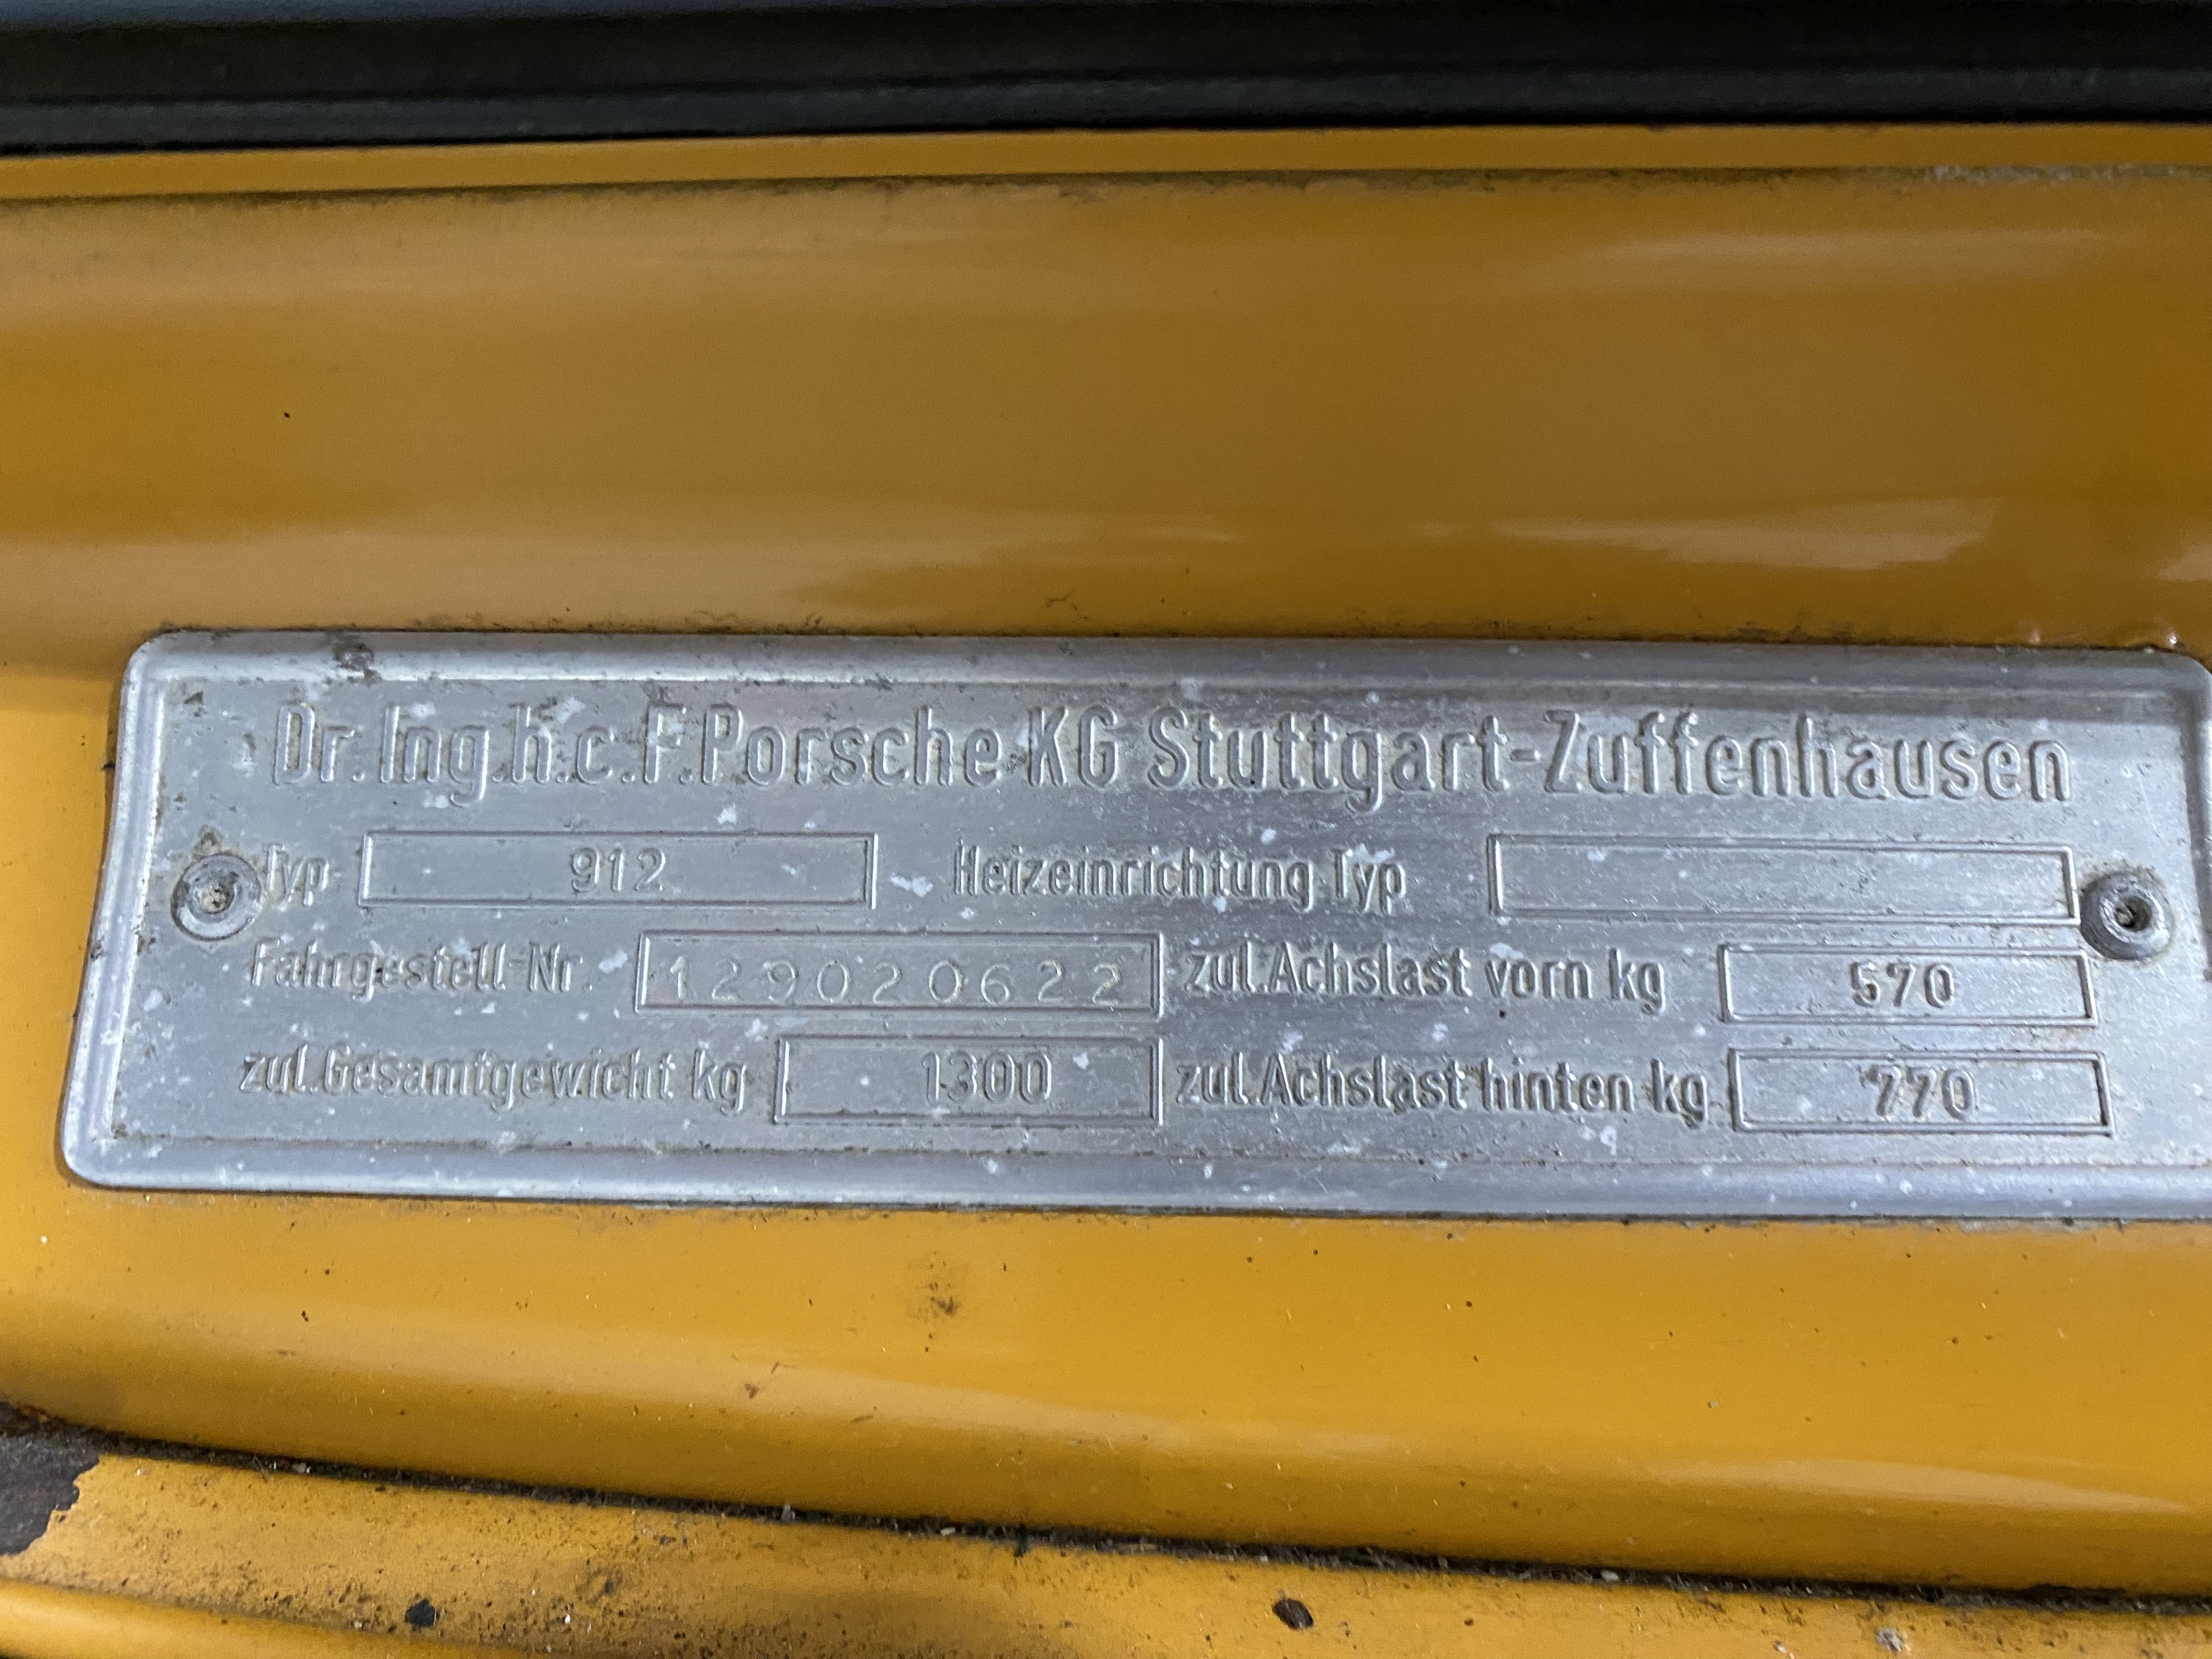 Dr. Ing.h.c.F.Porsche KG Stuttgart-Zuffenhausen
Typ 912 Heizeinrichtung Typ
Fahrgestell-Nr. 129020622 zul.Achslast vorn kg 570
zul.Gesamtgewicht kg 1300 zul.Achslast hinten kg 770